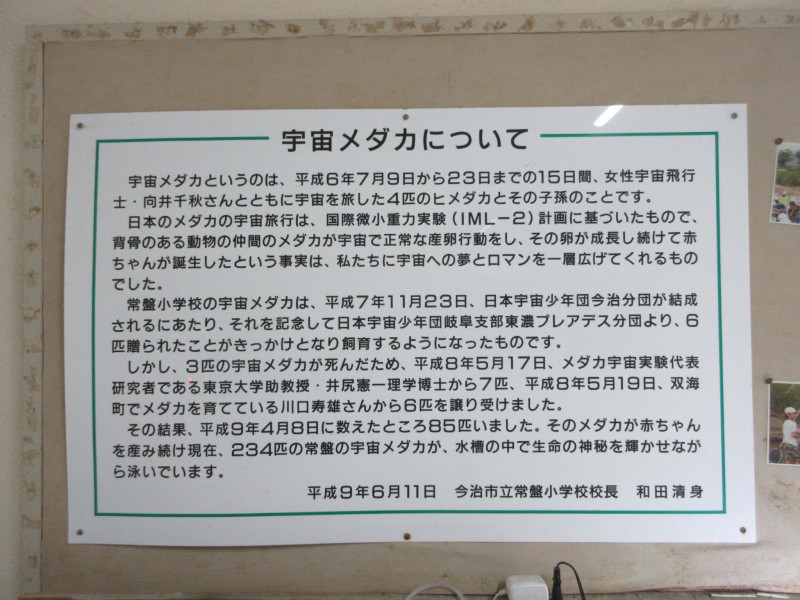 宇宙メダカについて
宇宙メダカというのは、平成6年7月9日から23日までの15日間、女性宇宙飛行
士・向井千秋さんとともに宇宙を旅した4匹のヒメダカとその子孫のことです。
日本のメダカの宇宙旅行は、国際微小重力実験(IML－2)計画に基づいたもので、
背骨のある動物の仲間のメダカが宇宙で正常な産卵行動をし、その卵が成長し続けて赤
ちゃんが誕生したという事実は、私たちに宇宙への夢とロマンを一層広げてくれるもの
でした。
常盤小学校の宇宙メダカは、平成7年11月23日、日本宇宙少年団今治分団が結成
されるにあたり、それを記念して日本宇宙少年団岐阜支部東濃プレアデス分団より、6
匹贈られたことがきっかけとなり飼育するようになったものです。
しかし、3匹の宇宙メダカが死んだため、平成8年5月17日、メダカ宇宙実験代表
研究者である東京大学助教授・井尻憲一理学博士から7匹、平成8年5月19日、双海
町でメダカを育てている川口寿雄さんから6匹を譲り受けました。
その結果、平成9年4月8日に数えたところ85匹いました。そのメダカが赤ちゃん
を産み続け現在、234匹の常盤の宇宙メダカが、水槽の中で生命の神秘を輝かせなが
ら泳いでいます。
平成9年6月11日　今治市立常盤小学校校長　和田清身